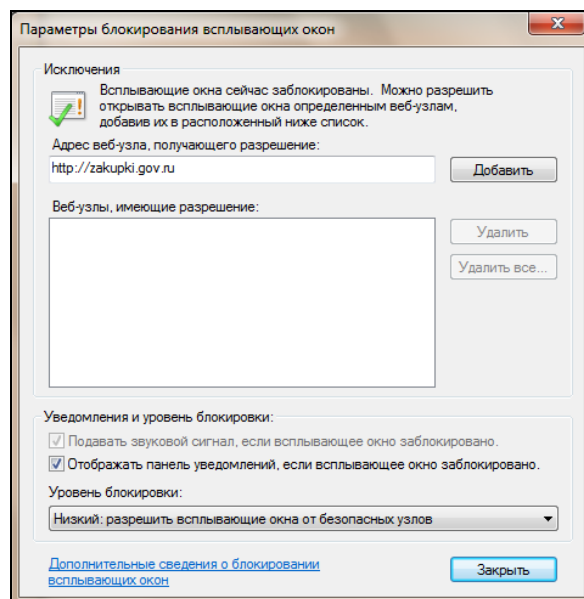 Параметры блокирования всплывающих окон
Исключения
Всплывающие окна сейчас заблокированы. Можно разрешить
открывать всплывающие окна определенным веб-узлам,
добавив их в расположенный ниже список.
Адрес веб-узла, получающего разрешение:
http://zakupki.gov.ru
Добавить
Веб-узлы, имеющие разрешение:
Удалить
Удалить все...
Уведомления и уровень блокировки:
Подавать звуковой сигнал, если всплывающее окно заблокировано.
Отображать панель уведомлений, если всплывающее окно заблокировано.
Уровень блокировки:
Низкий: разрешить всплывающие окна от безопасных узлов
Дополнительные сведения о блокировании
всплывающих окон
Закрыть